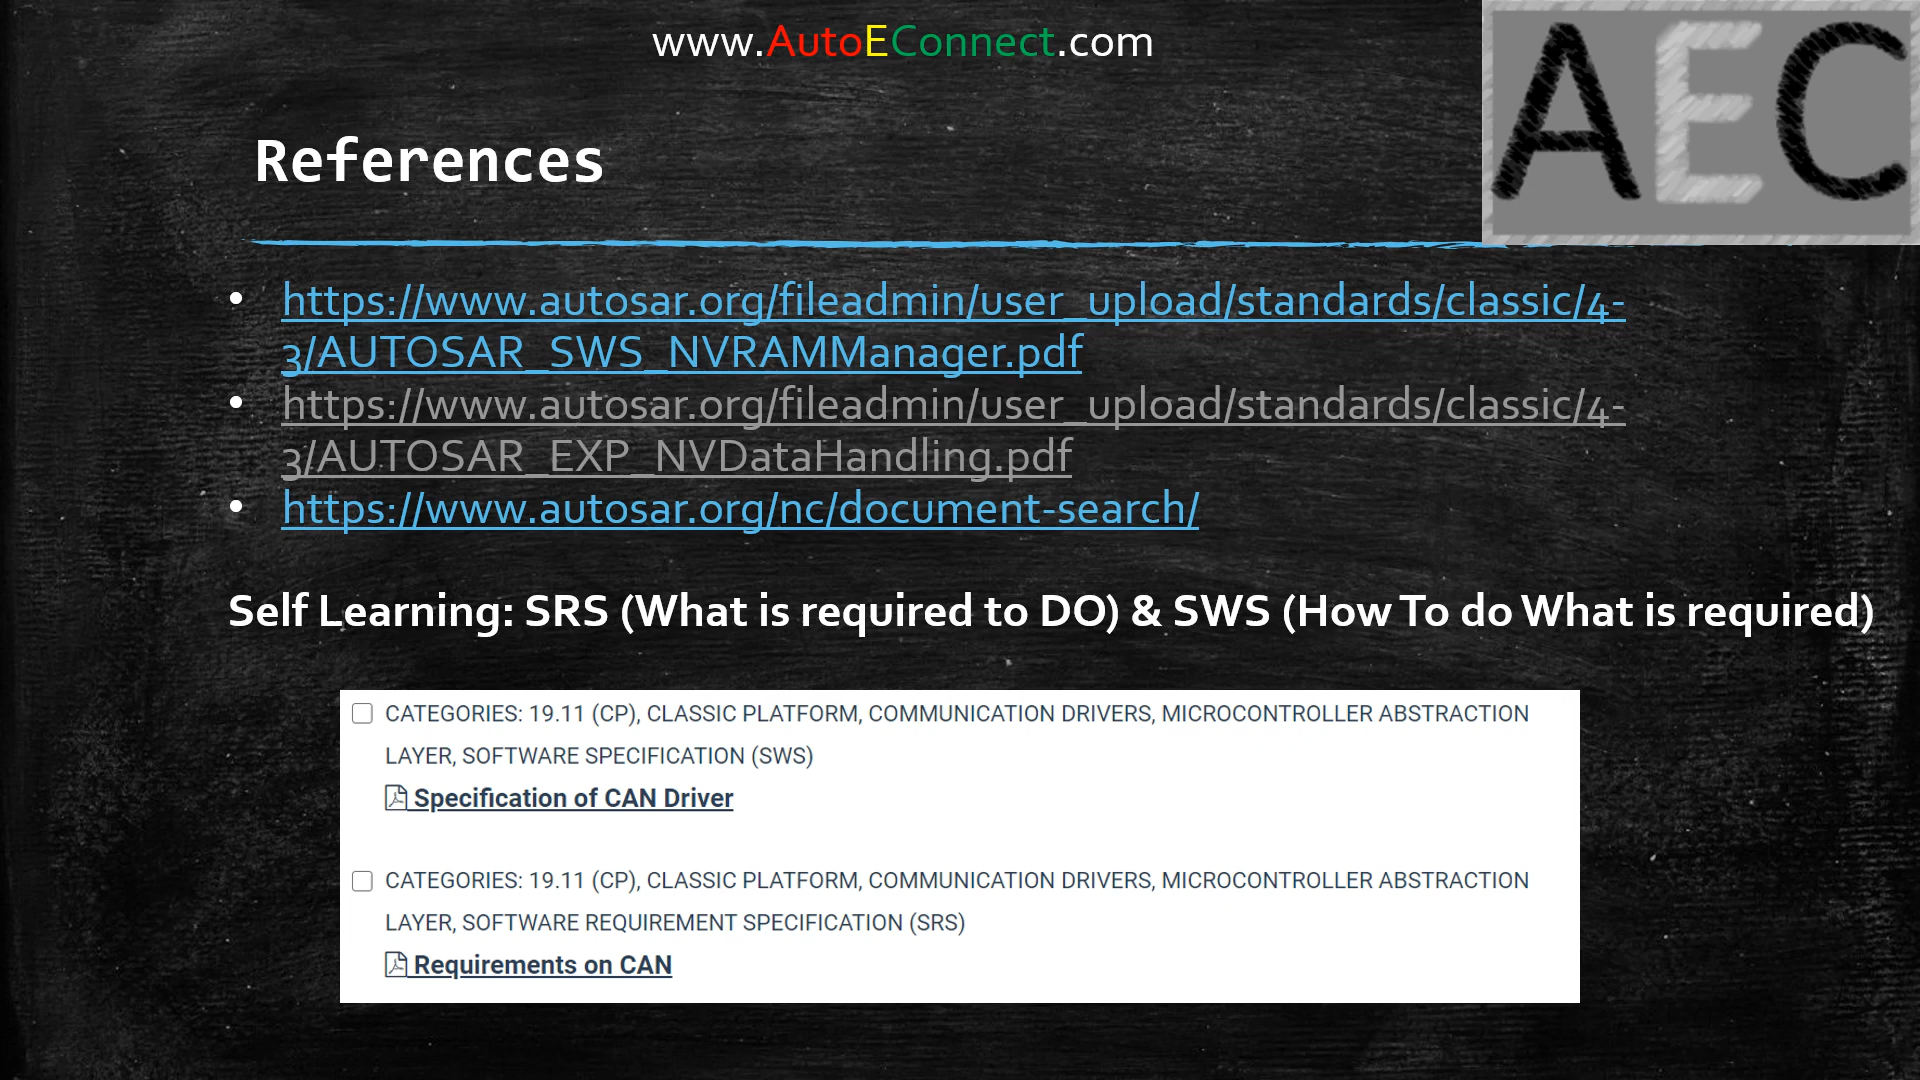 www.AutoEConnect.com
AEC
References
• https://www.autosar.org/fileadmin/user_upload/standards/classic/4-
3/AUTOSAR_SWS_NVRAMManager.pdf
• https://www.autosar.org/fileadmin/user_upload/standards/classic/4-
3/AUTOSAR_EXP_NVDataHandling.pdf
• https://www.autosar.org/nc/document-search/
Self Learning: SRS (What is required to DO) & SWS (How To do What is required)
CATEGORIES: 19.11 (CP), CLASSIC PLATFORM, COMMUNICATION DRIVERS, MICROCONTROLLER ABSTRACTION
LAYER, SOFTWARE SPECIFICATION (SWS)
Specification of CAN Driver
CATEGORIES: 19.11 (CP), CLASSIC PLATFORM, COMMUNICATION DRIVERS, MICROCONTROLLER ABSTRACTION
LAYER, SOFTWARE REQUIREMENT SPECIFICATION (SRS)
Requirements on CAN